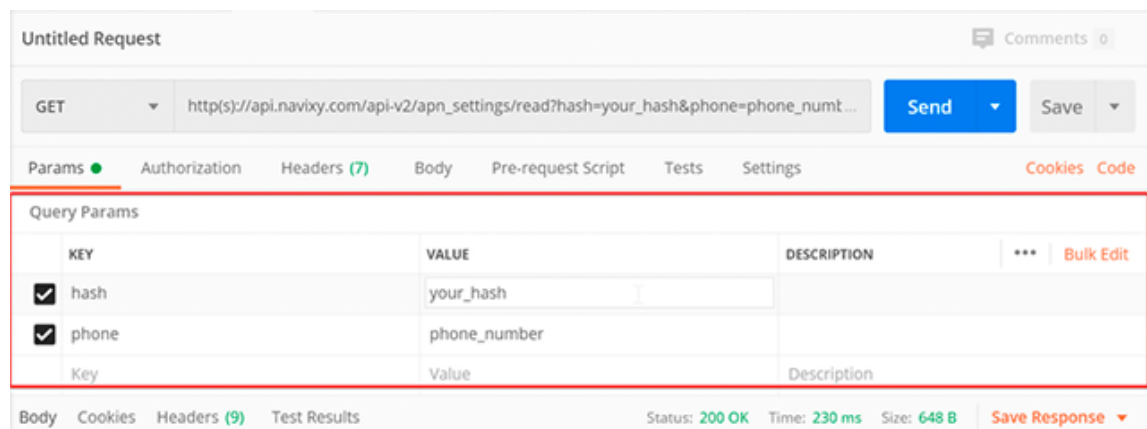 Untitled Request
Comments 0
GET http(s)://api.navixy.com/api-v2/apn_settings/read?hash=your_hash&phone=phone_numt... Send Save
Params Authorization Headers (7) Body Pre-request Script Tests Settings Cookies Code
Query Params
KEY VALUE DESCRIPTION ••• Bulk Edit
hash your_hash
phone phone_number
Key Value Description
Body Cookies Headers (9) Test Results Status: 200 OK Time: 230 ms Size: 648 B Save Response